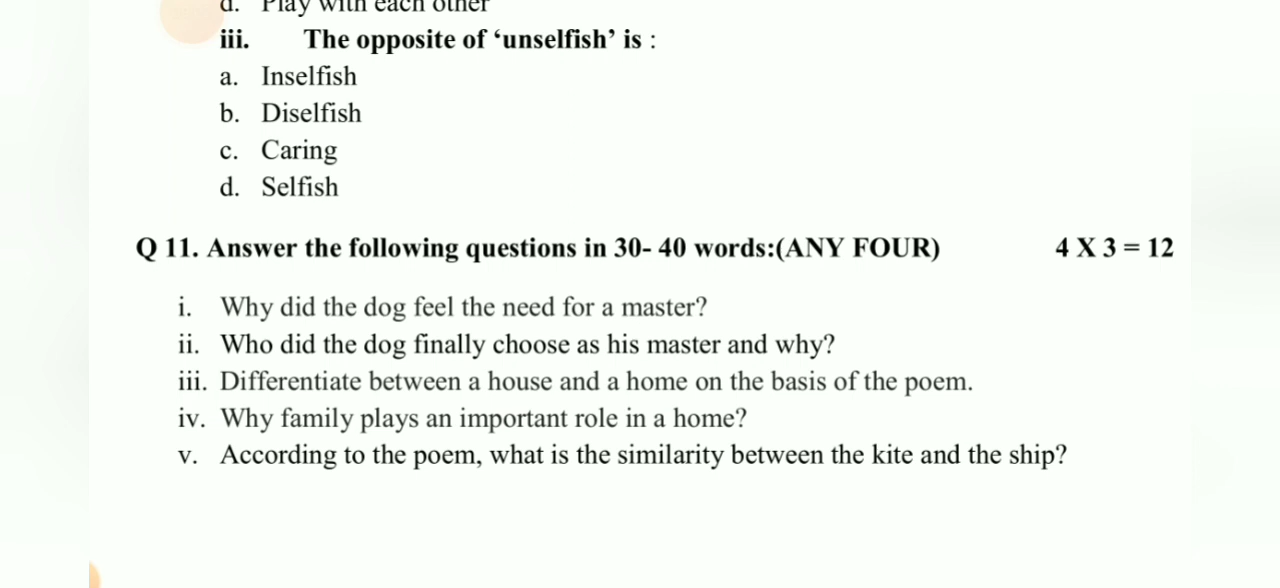 d. Play with each other
iii. The opposite of ‘unselfish’ is :
a. Inselfish
b. Diselfish
c. Caring
d. Selfish
Q 11. Answer the following questions in 30- 40 words:(ANY FOUR) 4 X 3 = 12
i. Why did the dog feel the need for a master?
ii. Who did the dog finally choose as his master and why?
iii. Differentiate between a house and a home on the basis of the poem.
iv. Why family plays an important role in a home?
v. According to the poem, what is the similarity between the kite and the ship?